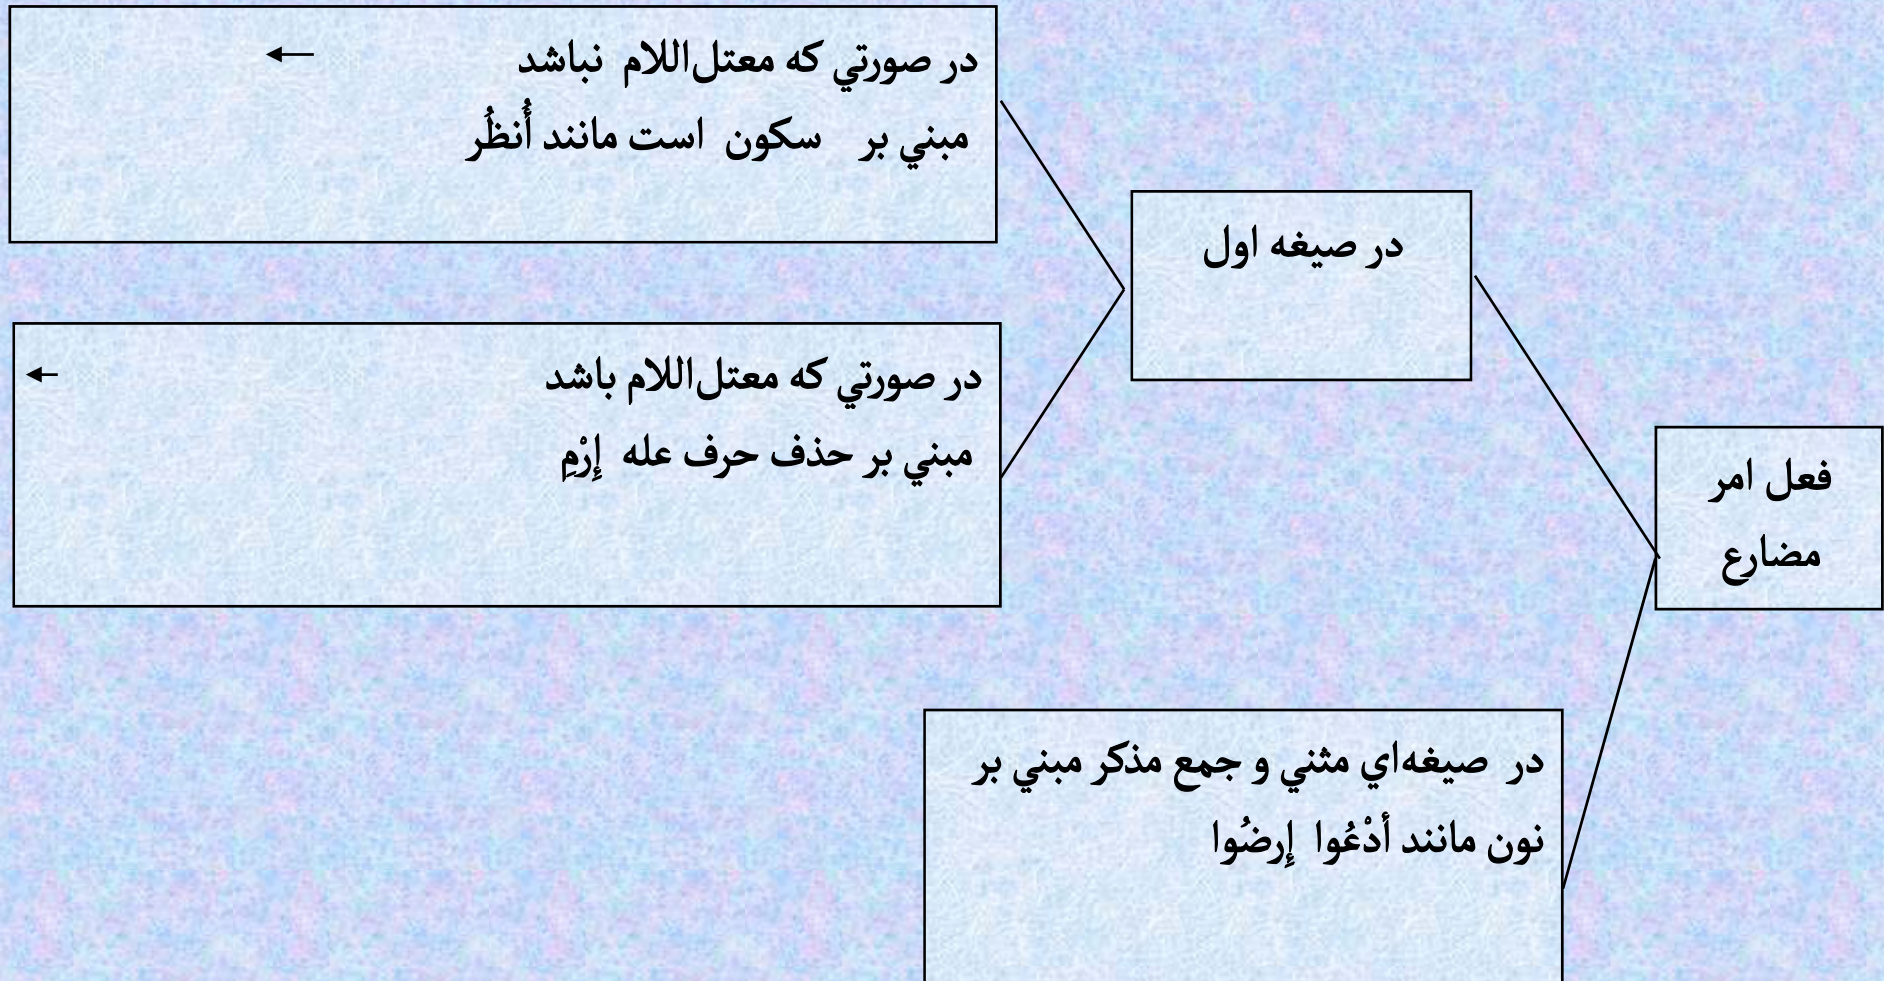 فعل امر
مضارع
در صيغه اول
در صورتي كه معتل‌اللام نباشد ←
مبني بر سكون است مانند أُنظُر
در صورتي كه معتل‌اللام باشد ←
مبني بر حذف حرف عله إِرْمِ
در صيغه‌اي مثني و جمع مذكر مبني بر
نون مانند أدْعُوا إِرضُوا